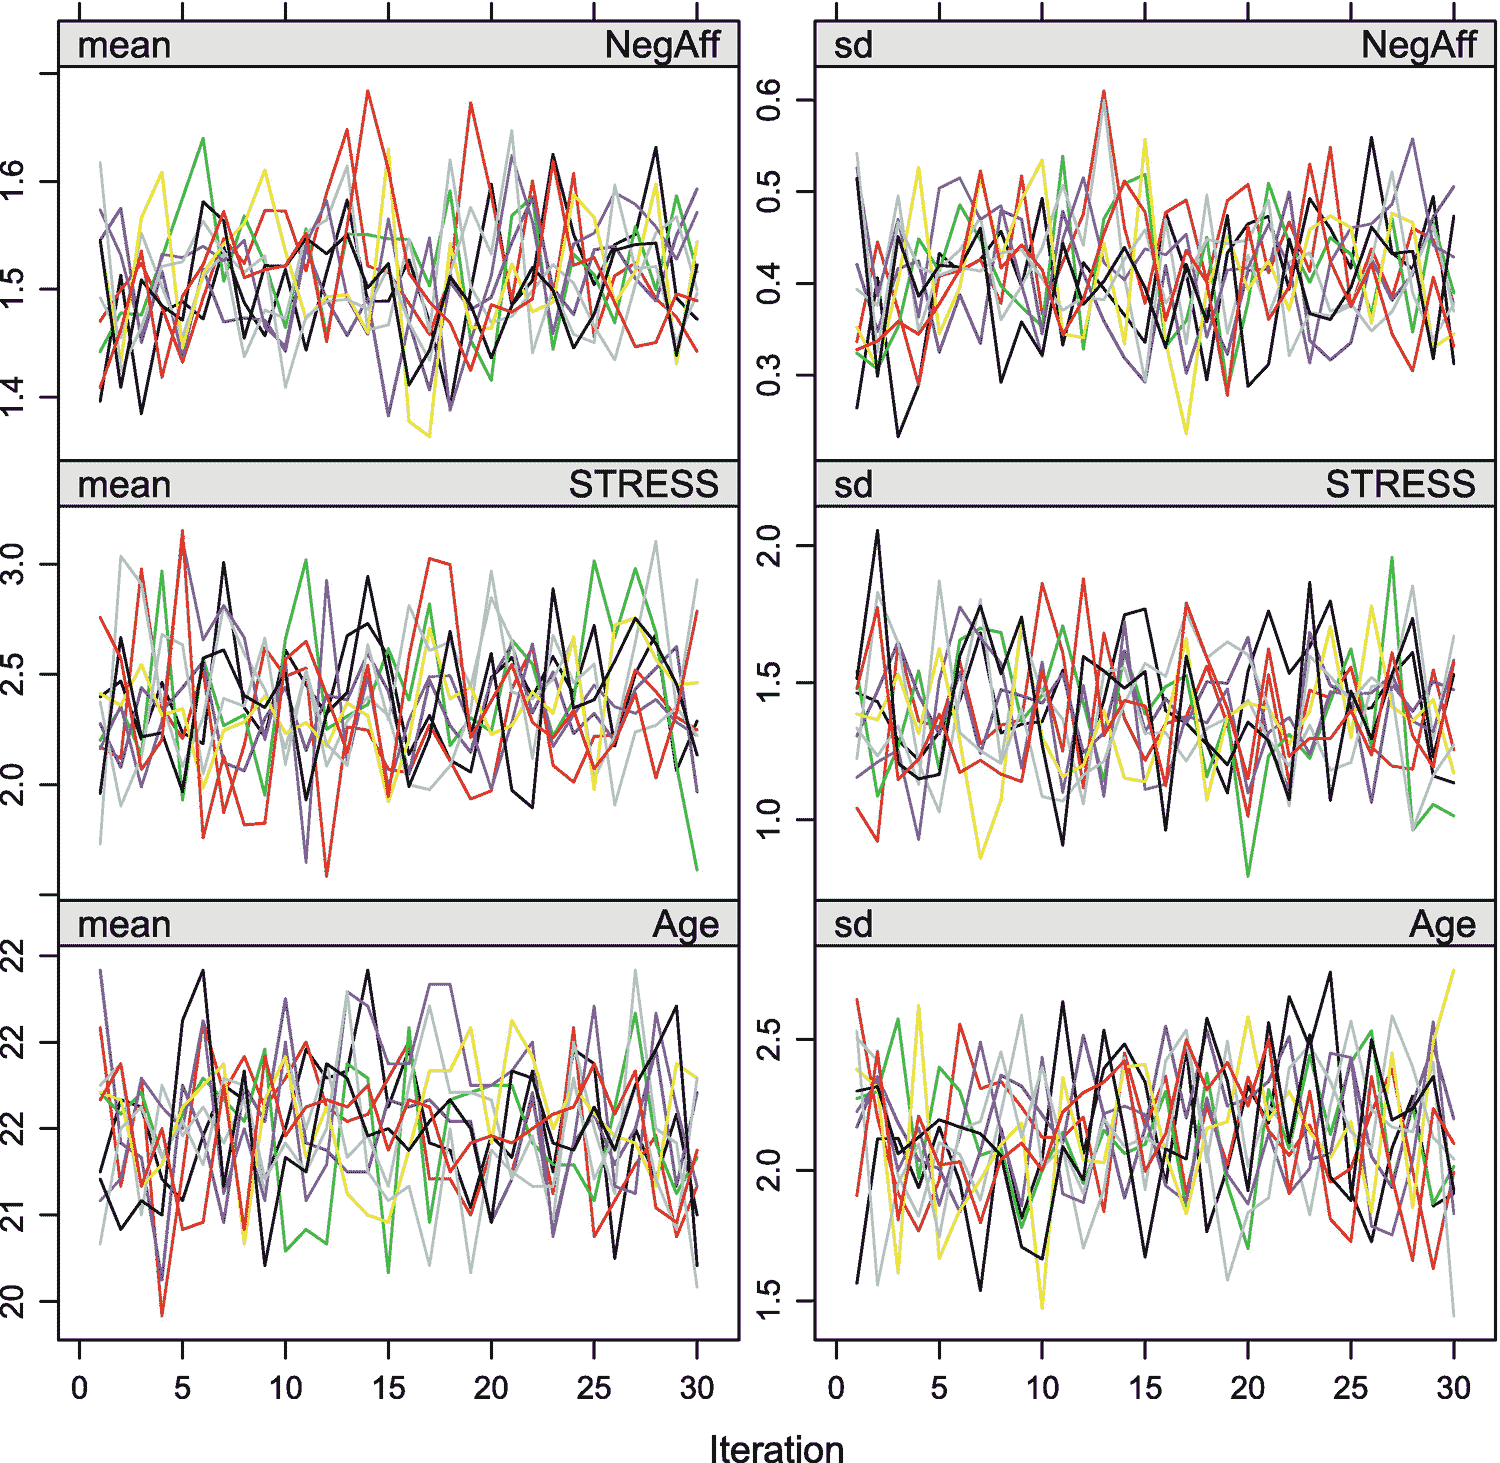 mean NegAff sd NegAff
1.6 0.6
1.5 0.5
1.4 0.4
0.3
mean STRESS sd STRESS
3.0 2.0
2.5 1.5
2.0 1.0
mean Age sd Age
22
22 2.5
22 2.0
21
20 1.5
0 5 10 15 20 25 30 0 5 10 15 20 25 30
Iteration